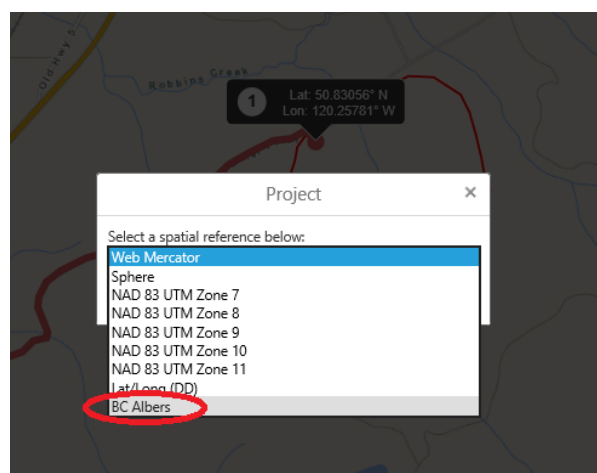 Old Hwy 5
Robbins Creek
1
Lat: 50.83056° N
Lon: 120.25781° W
Project ×
Select a spatial reference below:
Web Mercator
Sphere
NAD 83 UTM Zone 7
NAD 83 UTM Zone 8
NAD 83 UTM Zone 9
NAD 83 UTM Zone 10
NAD 83 UTM Zone 11
Lat/Long (DD)
BC Albers